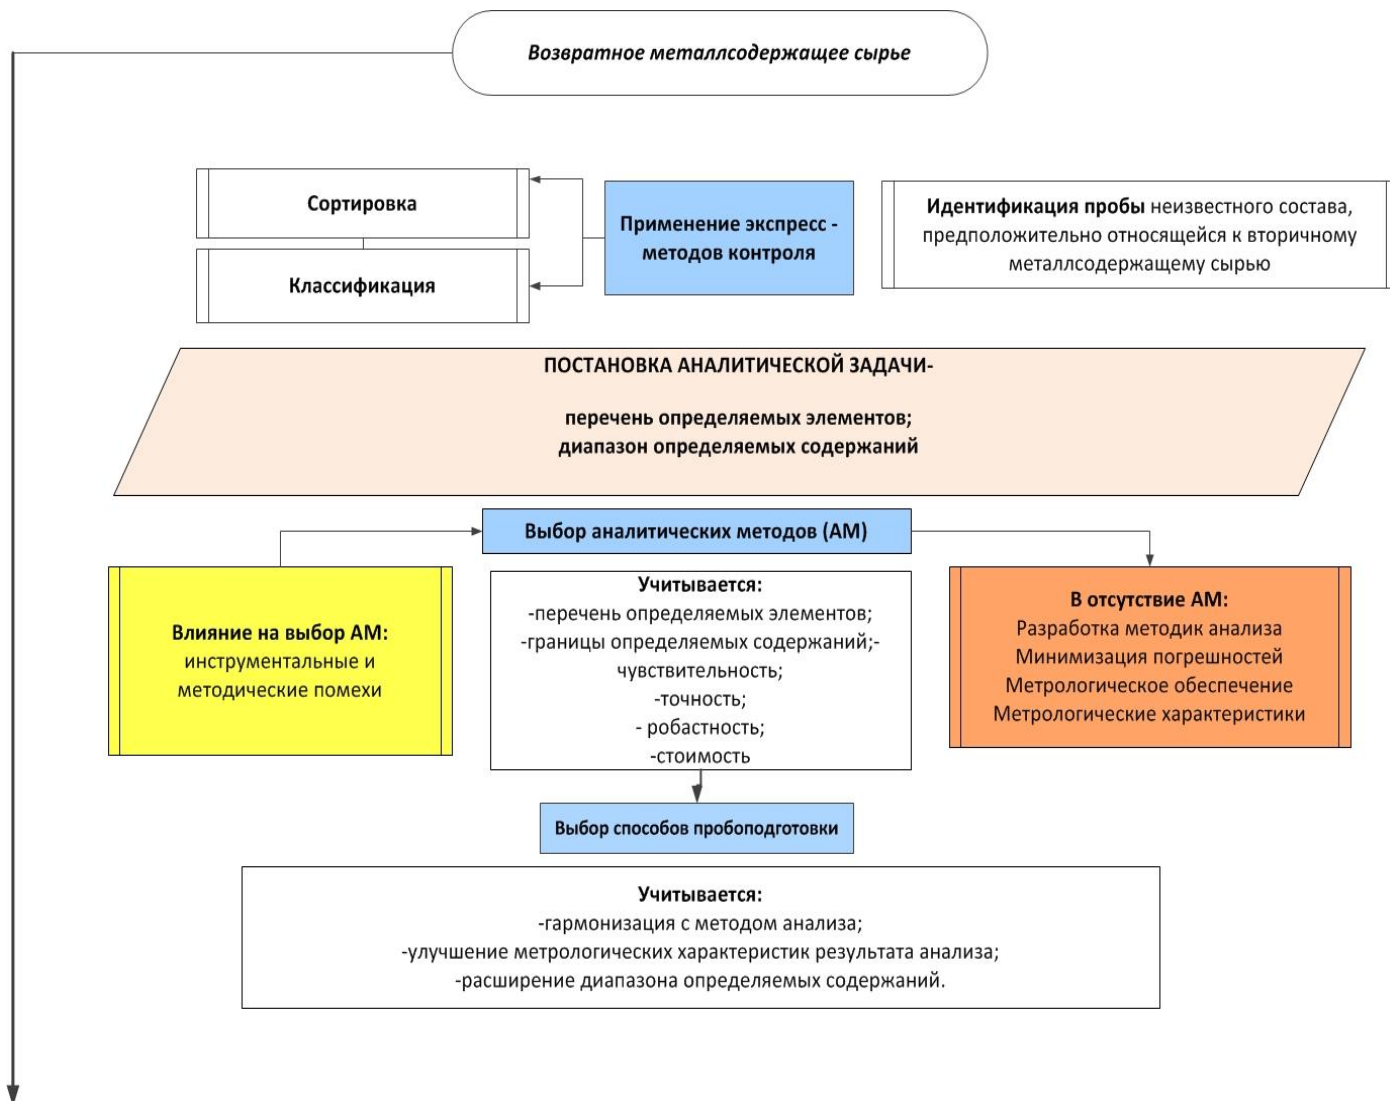 Возвратное металлсодержащее сырье
Сортировка
Классификация
Применение экспресс -
методов контроля
Идентификация пробы неизвестного состава,
предположительно относящейся к вторичному
металлсодержащему сырью
ПОСТАНОВКА АНАЛИТИЧЕСКОЙ ЗАДАЧИ-
перечень определяемых элементов;
диапазон определяемых содержаний
Выбор аналитических методов (АМ)
Влияние на выбор АМ:
инструментальные и
методические помехи
Учитывается:
-перечень определяемых элементов;
-границы определяемых содержаний;-
чувствительность;
-точность;
- робастность;
-стоимость
В отсутствие АМ:
Разработка методик анализа
Минимизация погрешностей
Метрологическое обеспечение
Метрологические характеристики
Выбор способов пробоподготовки
Учитывается:
-гармонизация с методом анализа;
-улучшение метрологических характеристик результата анализа;
-расширение диапазона определяемых содержаний.